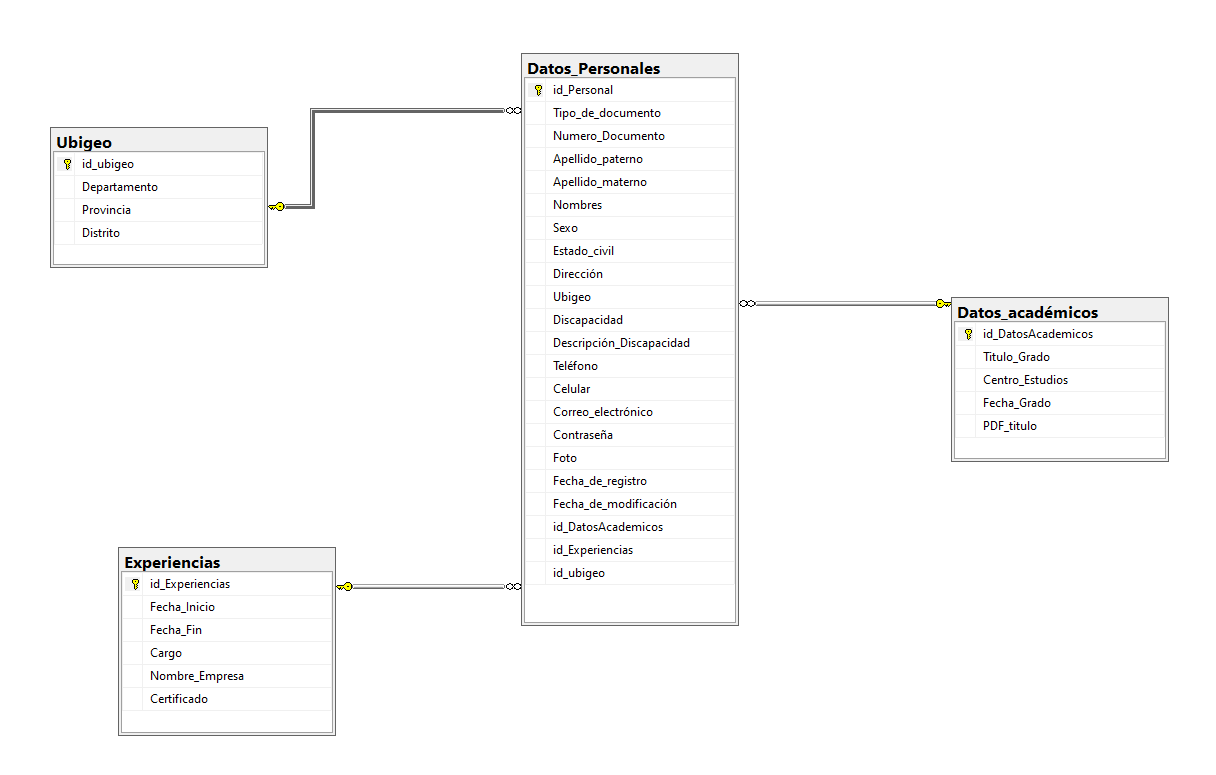 Ubigeo
id_ubigeo
Departamento
Provincia
Distrito
Datos_Personales
id_Personal
Tipo_de_documento
Numero_Documento
Apellido_paterno
Apellido_materno
Nombres
Sexo
Estado_civil
Dirección
Ubigeo
Discapacidad
Descripción_Discapacidad
Teléfono
Celular
Correo_electrónico
Contraseña
Foto
Fecha_de_registro
Fecha_de_modificación
id_DatosAcademicos
id_Experiencias
id_ubigeo
Datos_académicos
id_DatosAcademicos
Titulo_Grado
Centro_Estudios
Fecha_Grado
PDF_titulo
Experiencias
id_Experiencias
Fecha_Inicio
Fecha_Fin
Cargo
Nombre_Empresa
Certificado